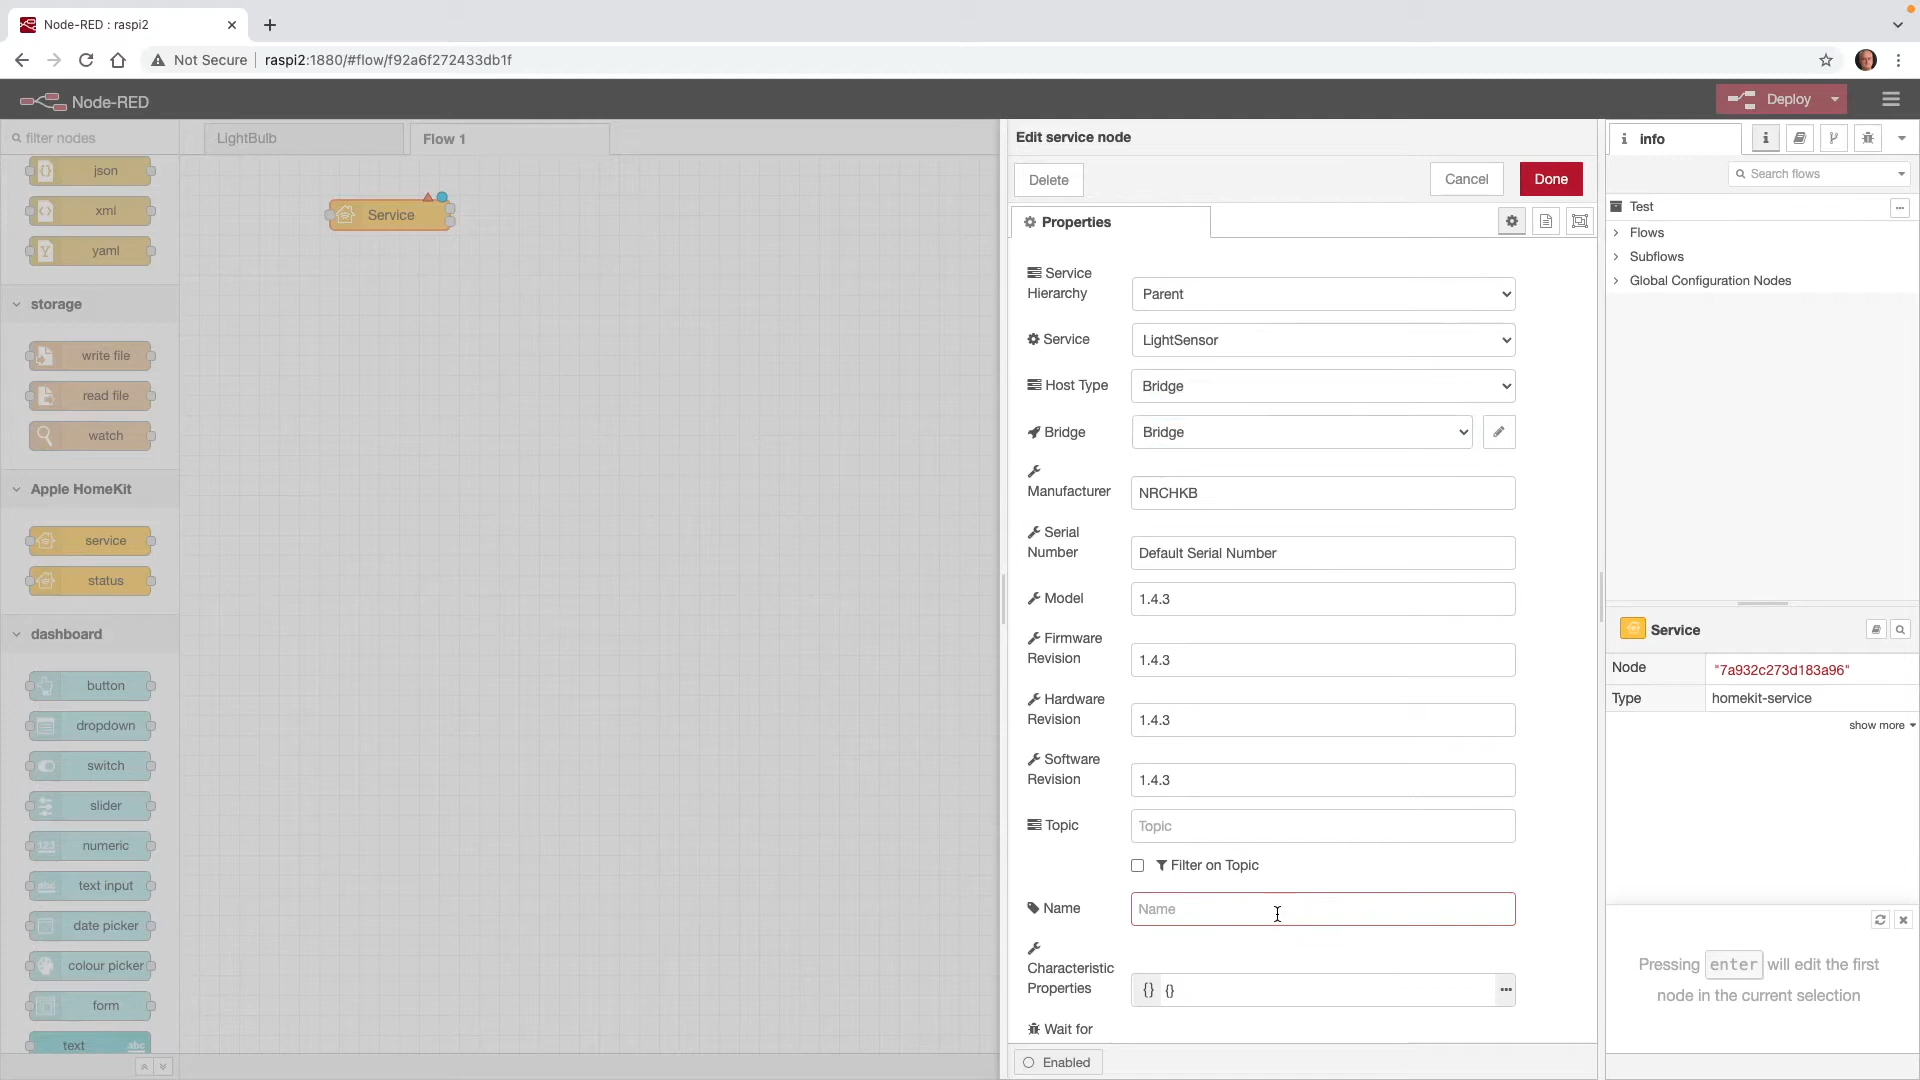 Node-RED : raspi2
Not Secure
raspi2:1880/#flow/f92a6f272433db1f
Node-RED
Deploy
filter nodes
json
xml
yaml
storage
write file
read file
watch
Apple HomeKit
service
status
dashboard
button
dropdown
switch
slider
numeric
text input
date picker
colour picker
form
text
abc
LightBulb
Flow 1
Service
Edit service node
Delete
Cancel
Done
Properties
Service
Hierarchy
Parent
Service
LightSensor
Host Type
Bridge
Bridge
Bridge
Manufacturer
NRCHKB
Serial
Number
Default Serial Number
Model
1.4.3
Firmware
Revision
1.4.3
Hardware
Revision
1.4.3
Software
Revision
1.4.3
Topic
Topic
Filter on Topic
Name
Name
Characteristic
Properties
{} {}
Wait for
Enabled
info
Search flows
Test
Flows
Subflows
Global Configuration Nodes
Service
Node
"7a932c273d183a96"
Type
homekit-service
show more
Pressing enter will edit the first
node in the current selection